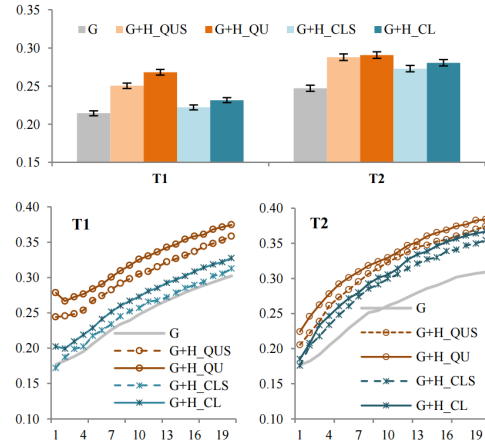 0.35
G G+H_QUS G+H_QU G+H_CLS G+H_CL
0.30
0.25
0.20
0.15
T1 T2
T1
0.40
0.35
0.30
0.25
0.20
0.15
0.10
G
G+H_QUS
G+H_QU
G+H_CLS
G+H_CL
1 4 7 10 13 16 19
T2
0.40
0.35
0.30
0.25
0.20
0.15
0.10
G
G+H_QUS
G+H_QU
G+H_CLS
G+H_CL
1 4 7 10 13 16 19